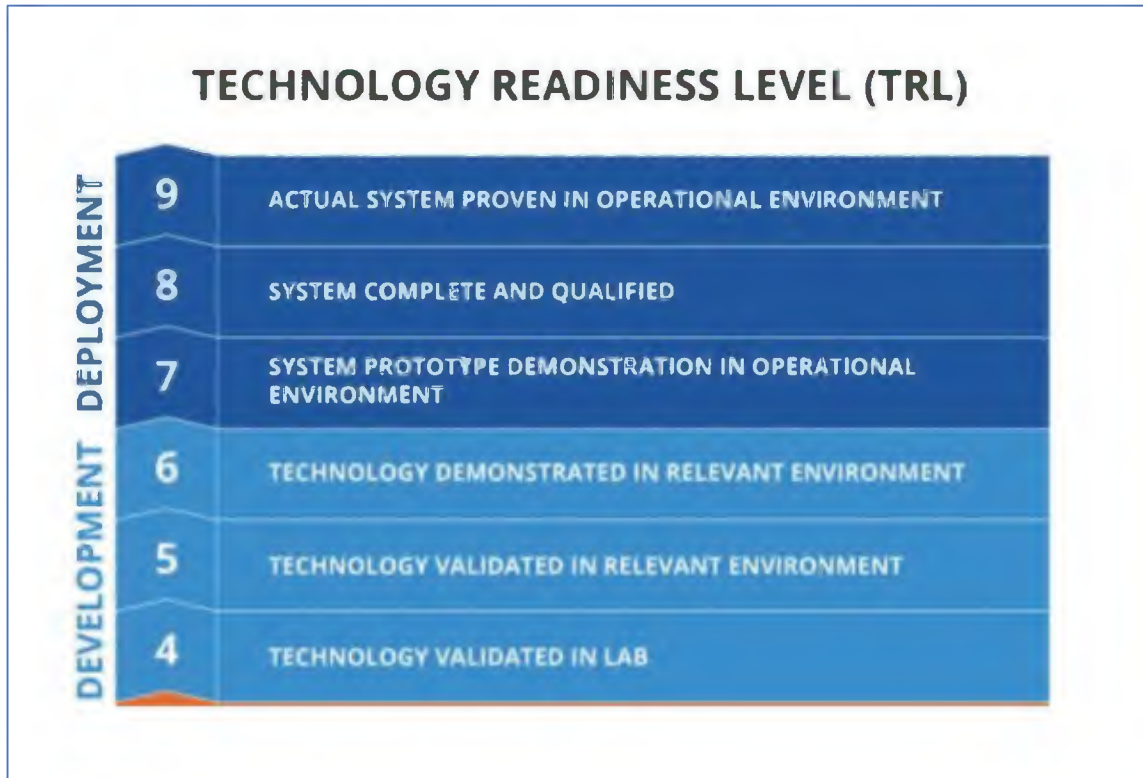 TECHNOLOGY READINESS LEVEL (TRL)
DEPLOYMENT
9
ACTUAL SYSTEM PROVEN IN OPERATIONAL ENVIRONMENT
8
SYSTEM COMPLETE AND QUALIFIED
7
SYSTEM PROTOTYPE DEMONSTRATION IN OPERATIONAL
ENVIRONMENT
DEVELOPMENT
6
TECHNOLOGY DEMONSTRATED IN RELEVANT ENVIRONMENT
5
TECHNOLOGY VALIDATED IN RELEVANT ENVIRONMENT
4
TECHNOLOGY VALIDATED IN LAB